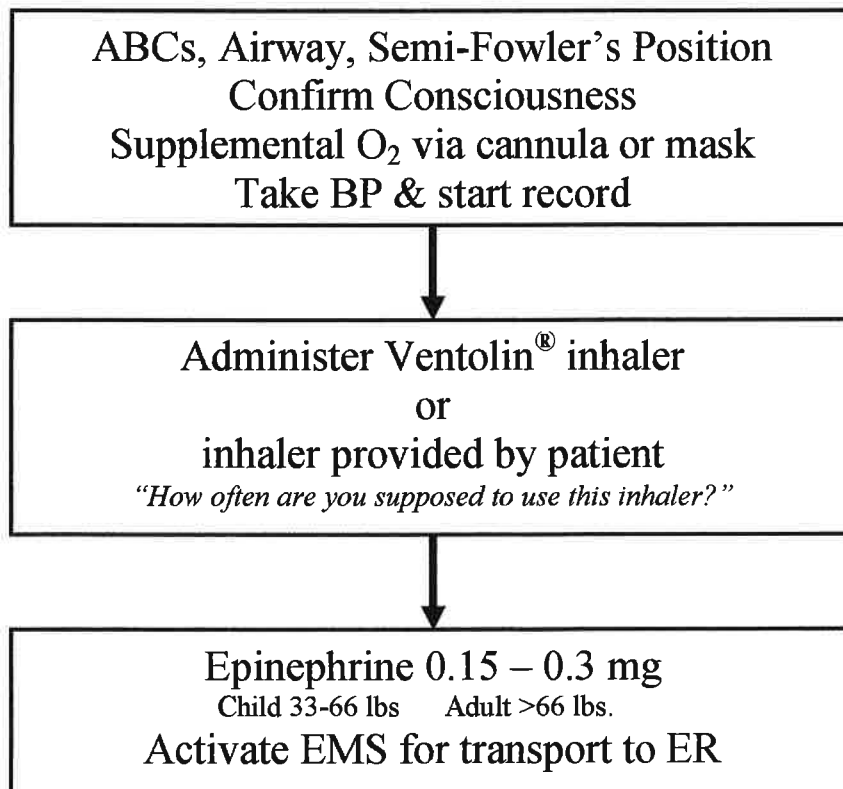 ABCs, Airway, Semi-Fowler's Position
Confirm Consciousness
Supplemental O₂ via cannula or mask
Take BP & start record
Administer Ventolin® inhaler
or
inhaler provided by patient
“How often are you supposed to use this inhaler?”
Epinephrine 0.15 – 0.3 mg
Child 33-66 lbs Adult >66 lbs.
Activate EMS for transport to ER